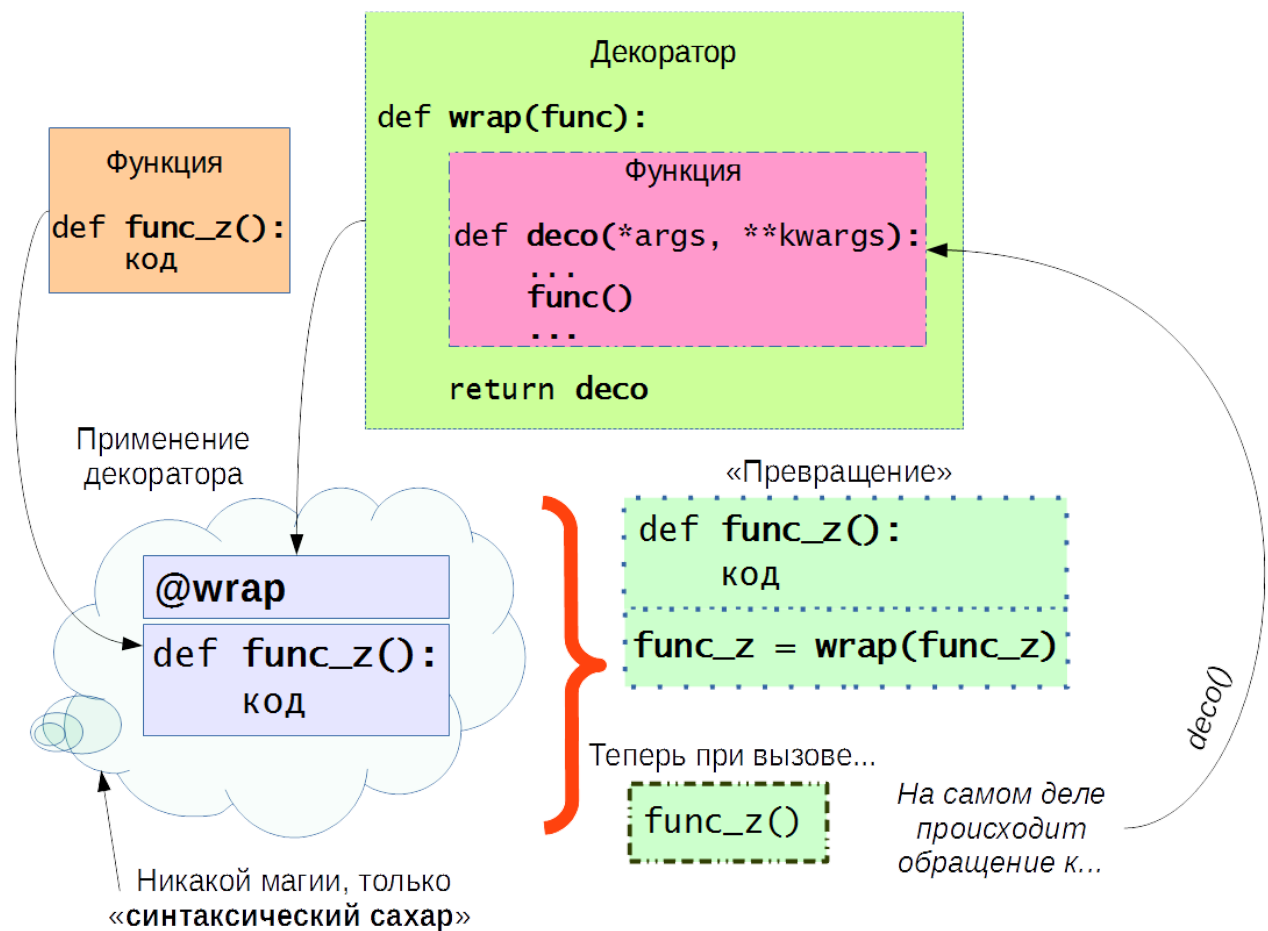 Декоратор
def wrap(func):
Функция
def deco(*args, **kwargs):
...
func()
...
return deco
Функция
def func_z():
код
Применение
декоратора
@wrap
def func_z():
код
«Превращение»
def func_z():
код
func_z = wrap(func_z)
Теперь при вызове...
func_z()
На самом деле
происходит
обращение к...
deco()
Никакой магии, только
«синтаксический сахар»